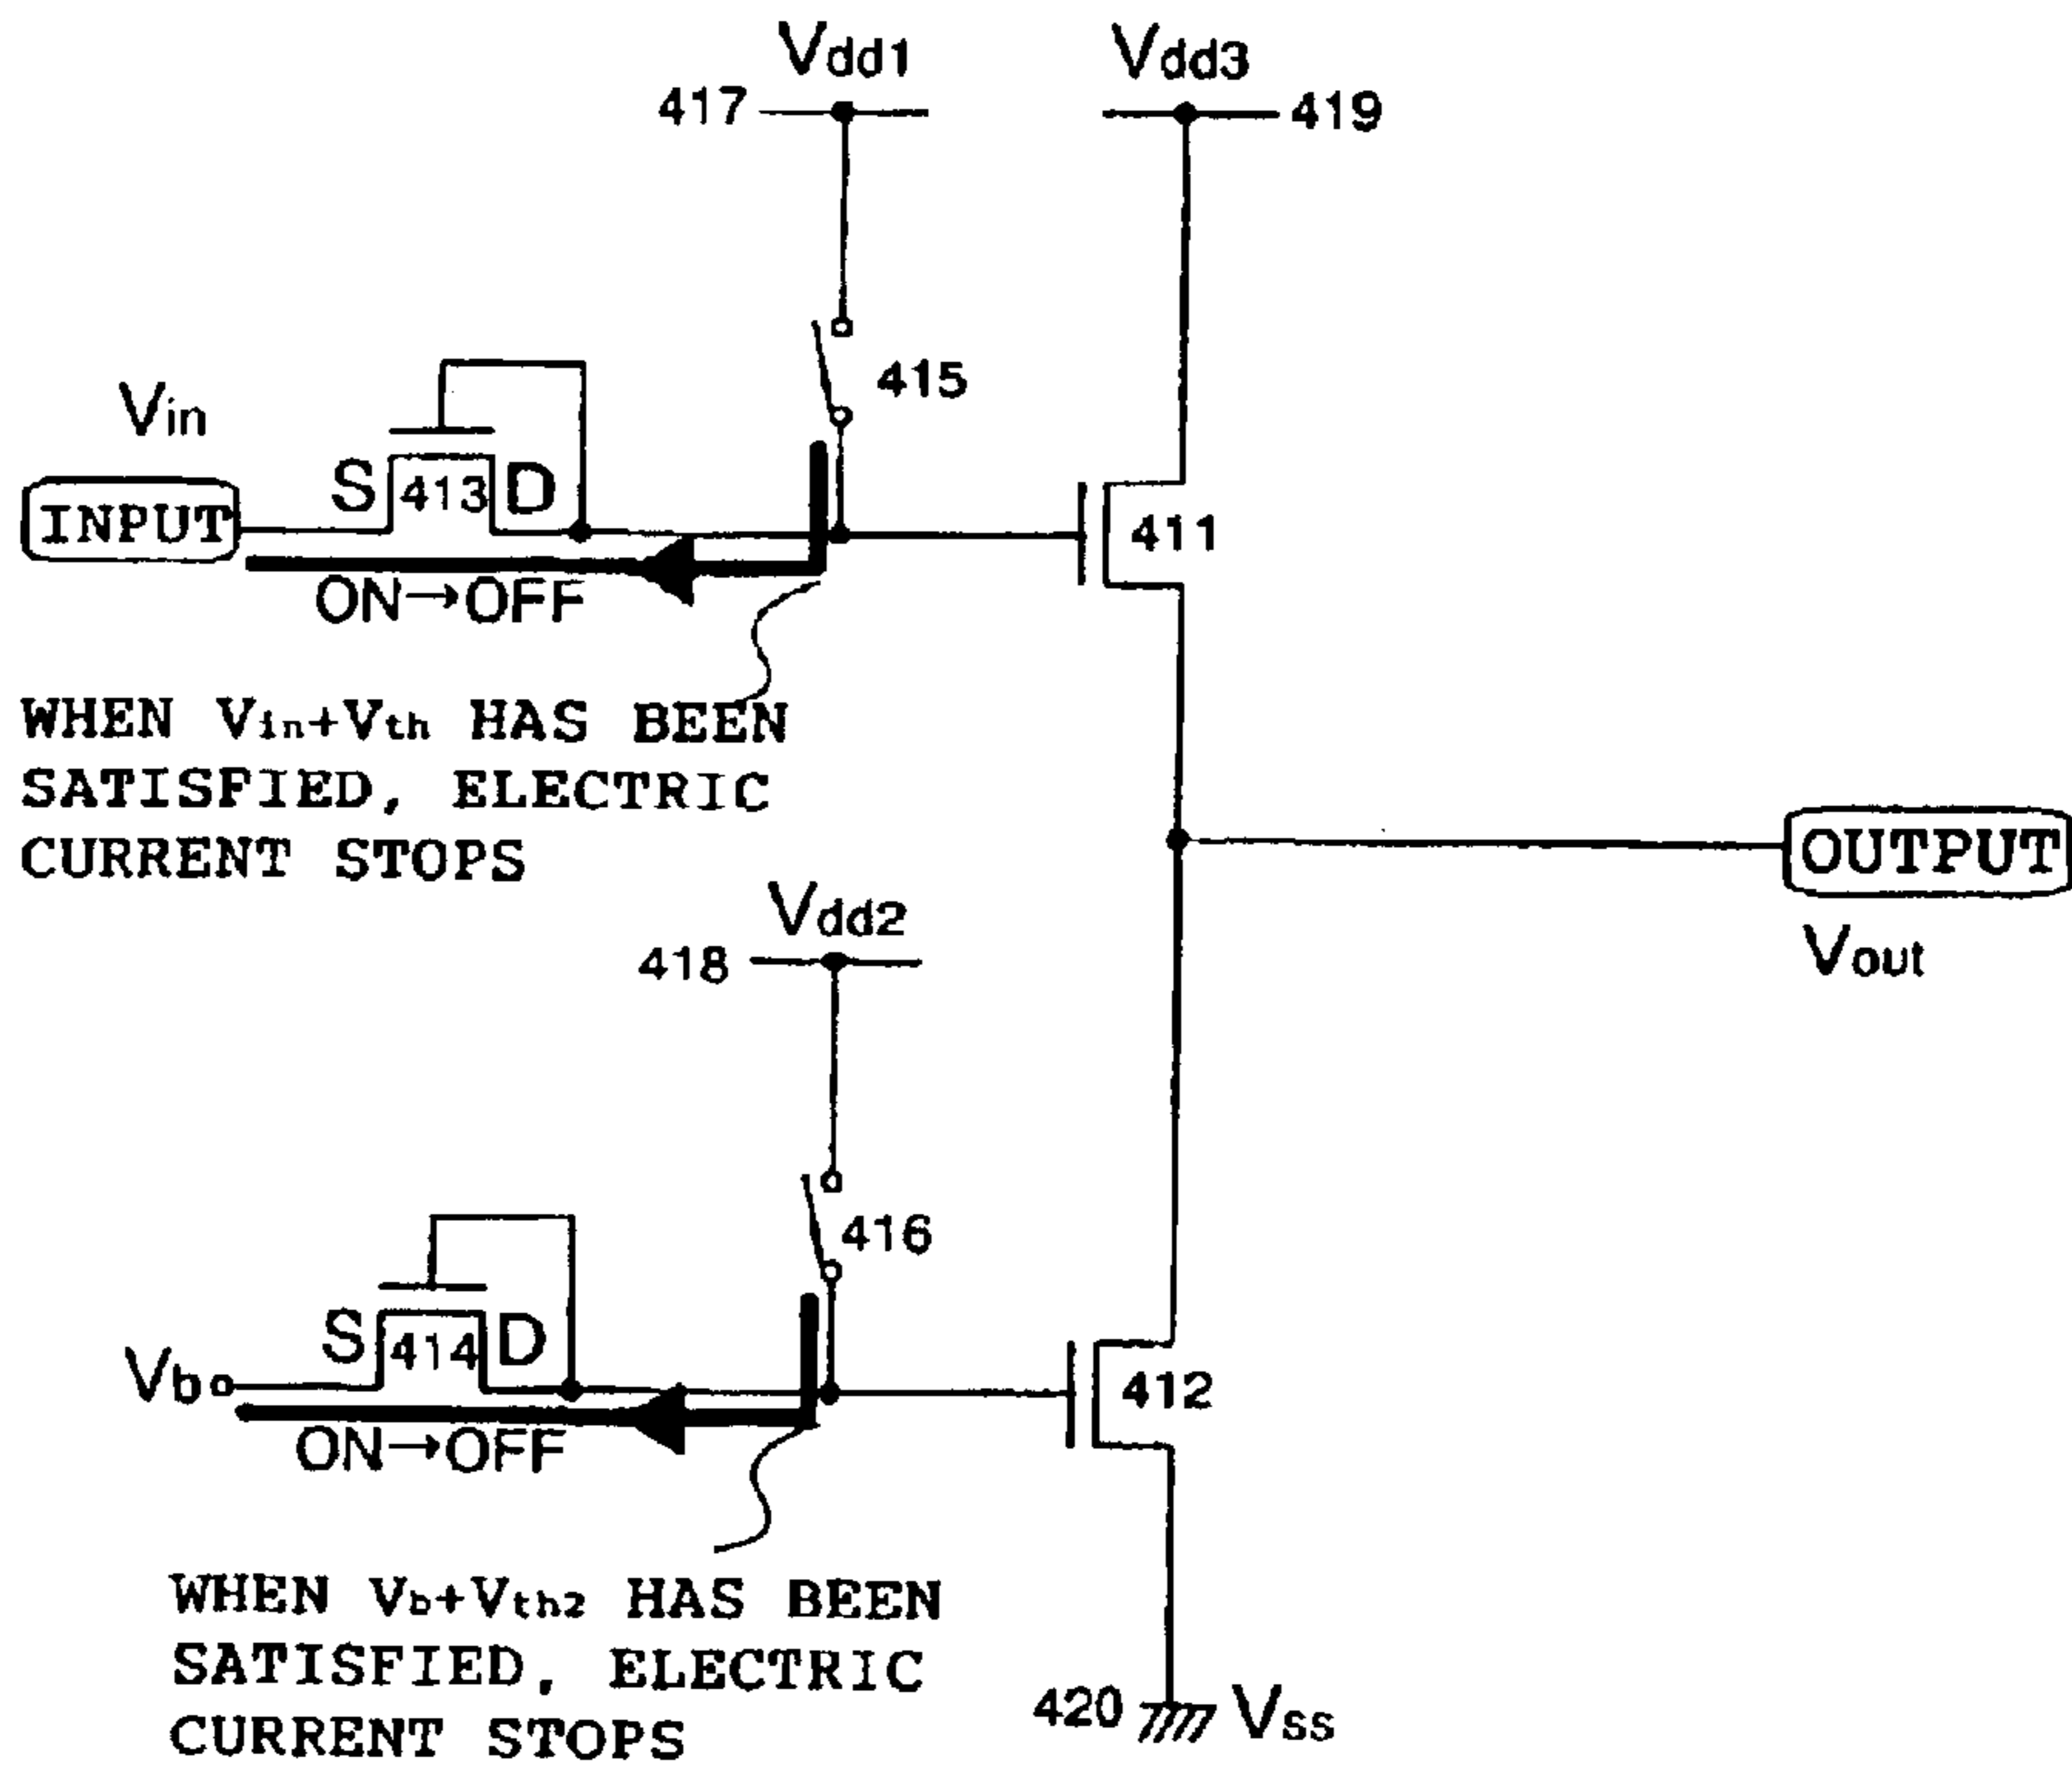 Vdd1
Vdd3
417
419
415
Vin
S 413 D
INPUT
411
ON→OFF
WHEN Vin+Vth HAS BEEN
SATISFIED, ELECTRIC
CURRENT STOPS
OUTPUT
Vout
Vdd2
418
416
S 414 D
Vb
412
ON→OFF
WHEN Vb+Vth2 HAS BEEN
SATISFIED, ELECTRIC
CURRENT STOPS
420 Vss